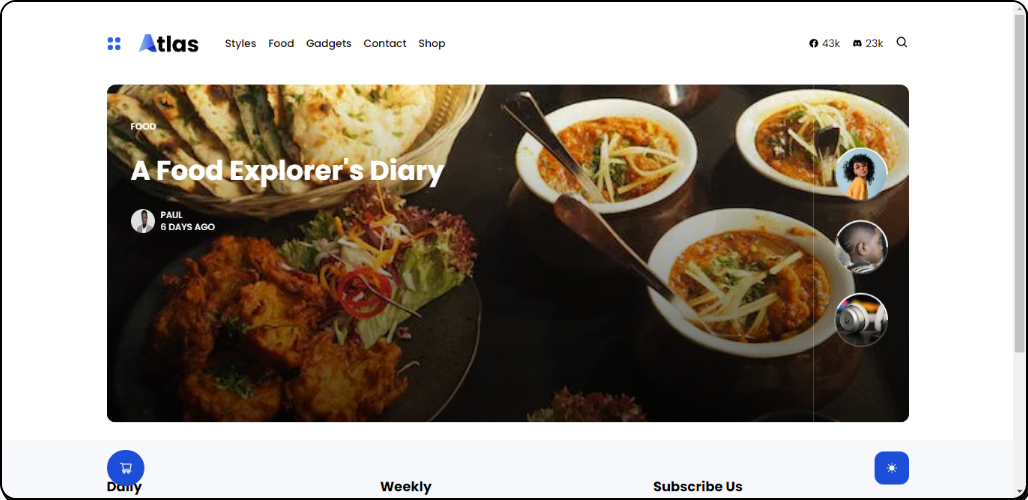 Atlas
Styles Food Gadgets Contact Shop
43k 23k
FOOD
A Food Explorer's Diary
PAUL
6 DAYS AGO
Daily Weekly Subscribe Us